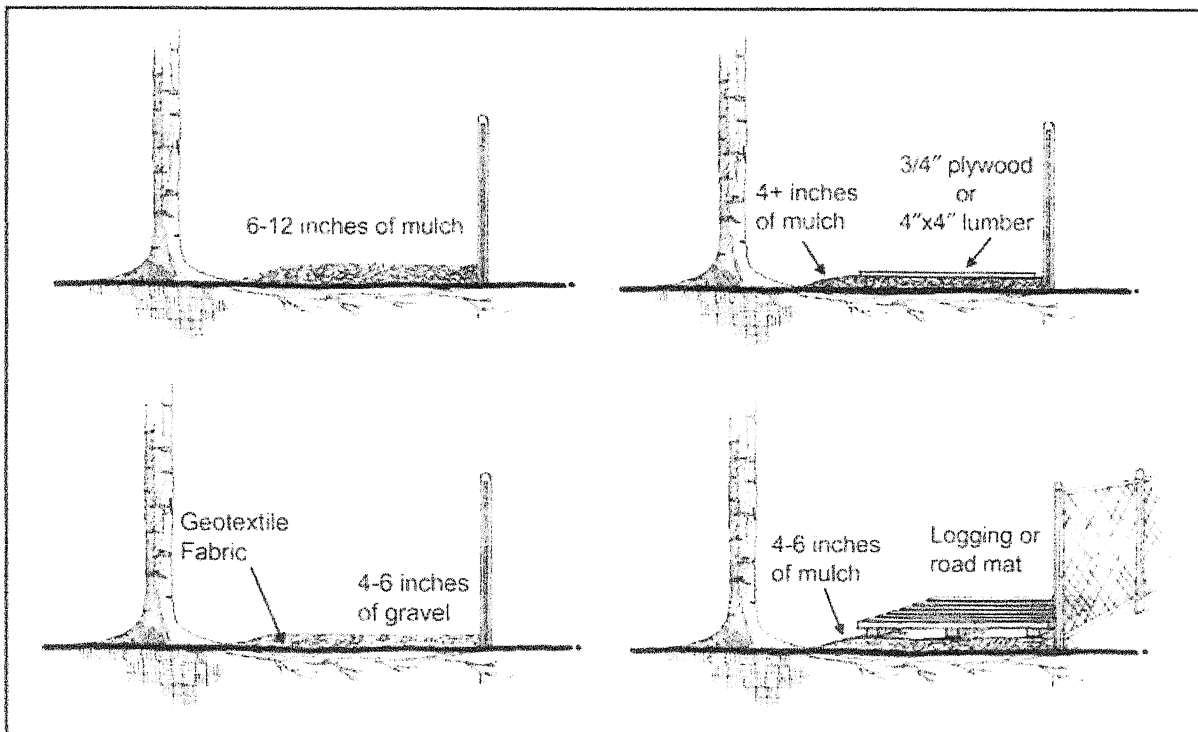 6-12 inches of mulch
4+ inches
of mulch
3/4" plywood
or
4"x4" lumber
Geotextile
Fabric
4-6 inches
of gravel
4-6 inches
of mulch
Logging or
road mat